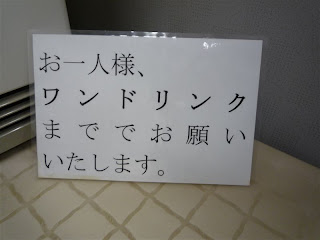 お一人様、
ワンドリンク
まででお願い
いたします。